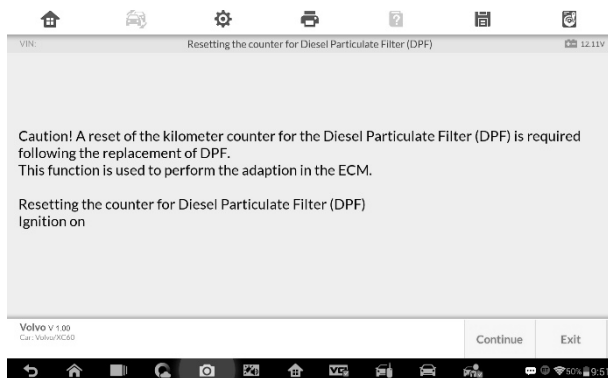 VIN:
Resetting the counter for Diesel Particulate Filter (DPF)
12.11V
Caution! A reset of the kilometer counter for the Diesel Particulate Filter (DPF) is required
following the replacement of DPF.
This function is used to perform the adaption in the ECM.
Resetting the counter for Diesel Particulate Filter (DPF)
Ignition on
Volvo V 1.00
Car: Volvo/XC60
Continue
Exit
50%
9:51